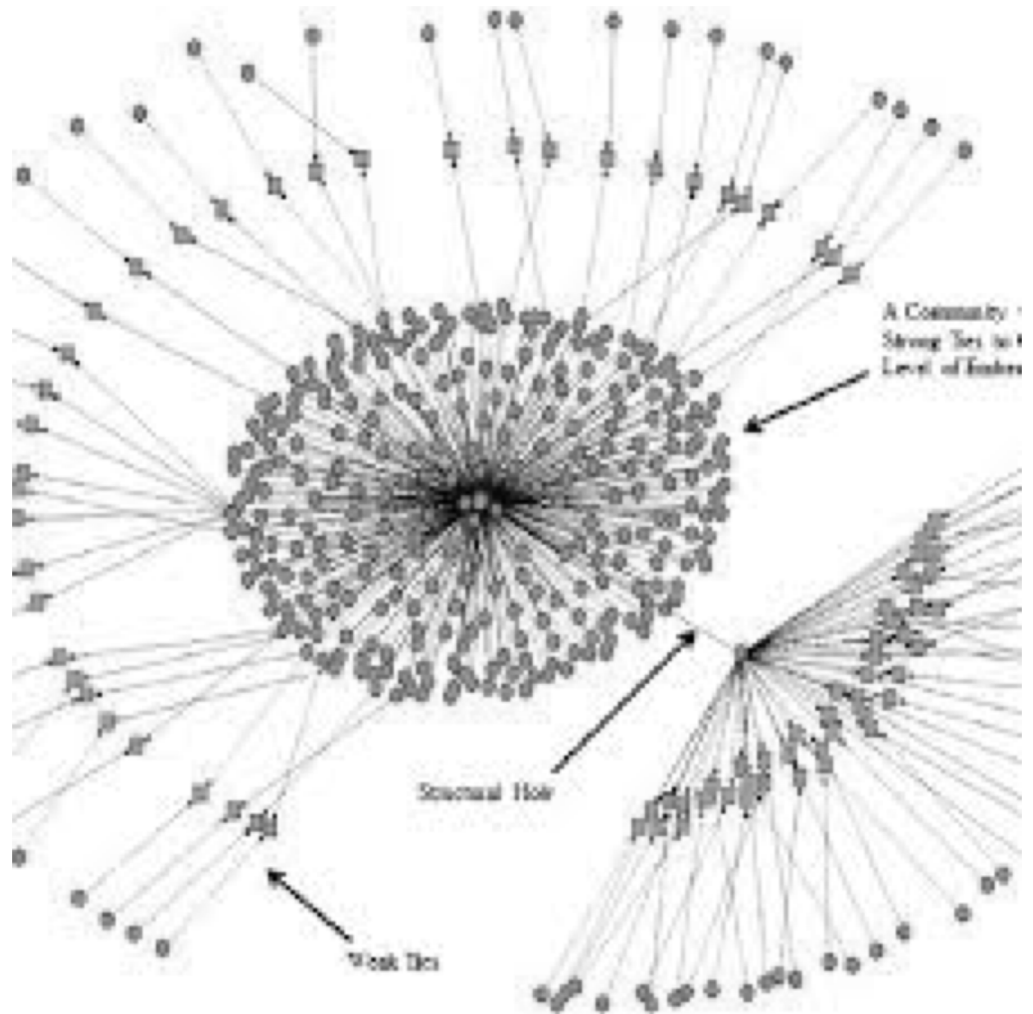 A Community
Strong Ties to
Level of
Structural Hole
Weak Ties